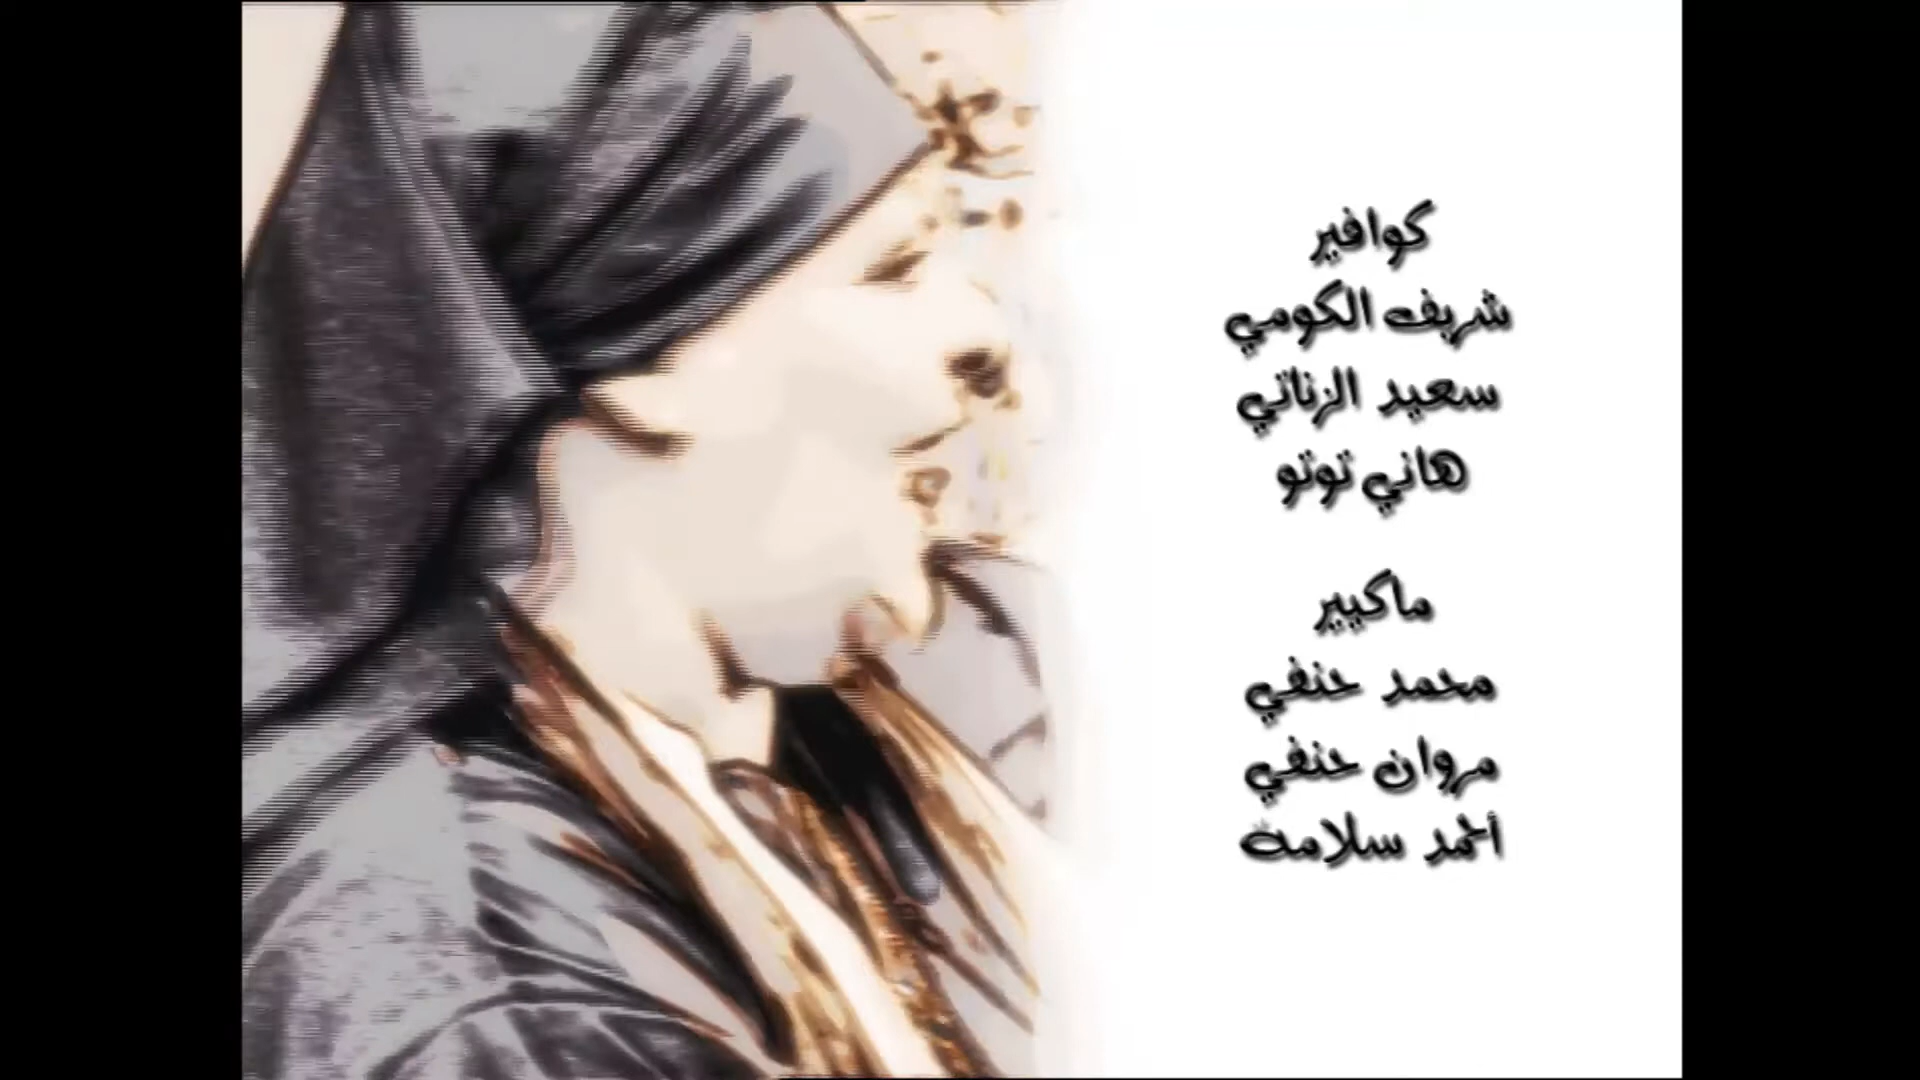 كوافير
شريف الكومي
سعيد الزناتي
هاني توتو
ماكيير
محمد حنفي
مروان حنفي
أحمد سلامة